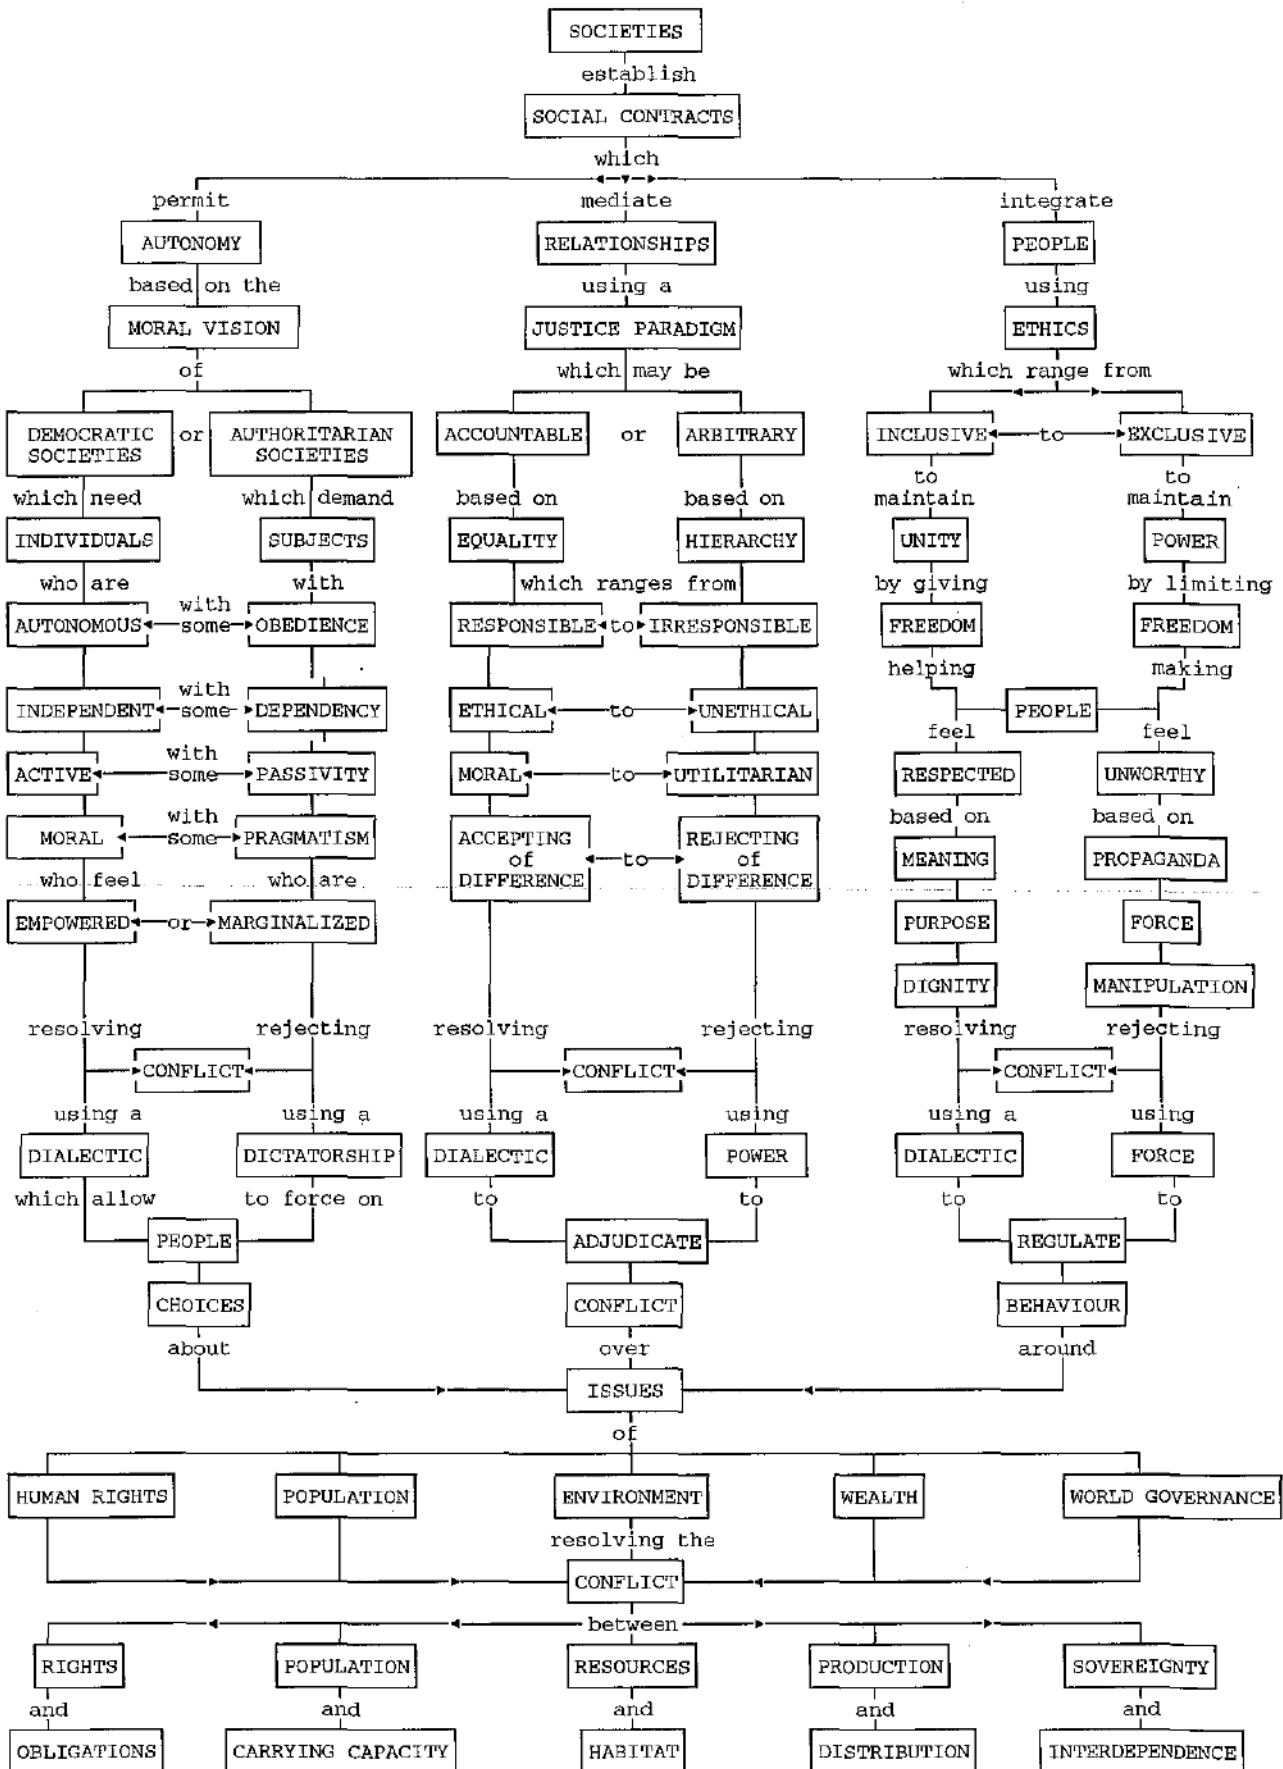 SOCIETIES
establish
SOCIAL CONTRACTS
which
permit mediate integrate
AUTONOMY RELATIONSHIPS PEOPLE
based on the using a using
MORAL VISION JUSTICE PARADIGM ETHICS
of which may be which range from
DEMOCRATIC SOCIETIES or AUTHORITARIAN SOCIETIES ACCOUNTABLE or ARBITRARY INCLUSIVE to EXCLUSIVE
which need which demand based on based on to maintain to maintain
INDIVIDUALS SUBJECTS EQUALITY HIERARCHY UNITY POWER
who are with which ranges from by giving by limiting
AUTONOMOUS with some OBEDIENCE RESPONSIBLE to IRRESPONSIBLE FREEDOM FREEDOM
helping making
INDEPENDENT with some DEPENDENCY ETHICAL to UNETHICAL PEOPLE
feel feel
ACTIVE with some PASSIVITY MORAL to UTILITARIAN RESPECTED UNWORTHY
based on based on
MORAL with some PRAGMATISM ACCEPTING of DIFFERENCE to REJECTING of DIFFERENCE MEANING PROPAGANDA
who feel who are
EMPOWERED or MARGINALIZED PURPOSE FORCE
DIGNITY MANIPULATION
resolving rejecting resolving rejecting resolving rejecting
CONFLICT CONFLICT CONFLICT
using a using a using a using using a using
DIALECTIC DICTATORSHIP DIALECTIC POWER DIALECTIC FORCE
which allow to force on to to to to
PEOPLE ADJUDICATE REGULATE
CHOICES CONFLICT BEHAVIOUR
about over around
ISSUES
of
HUMAN RIGHTS POPULATION ENVIRONMENT WEALTH WORLD GOVERNANCE
resolving the
CONFLICT
between
RIGHTS POPULATION RESOURCES PRODUCTION SOVEREIGNTY
and and and and and
OBLIGATIONS CARRYING CAPACITY HABITAT DISTRIBUTION INTERDEPENDENCE